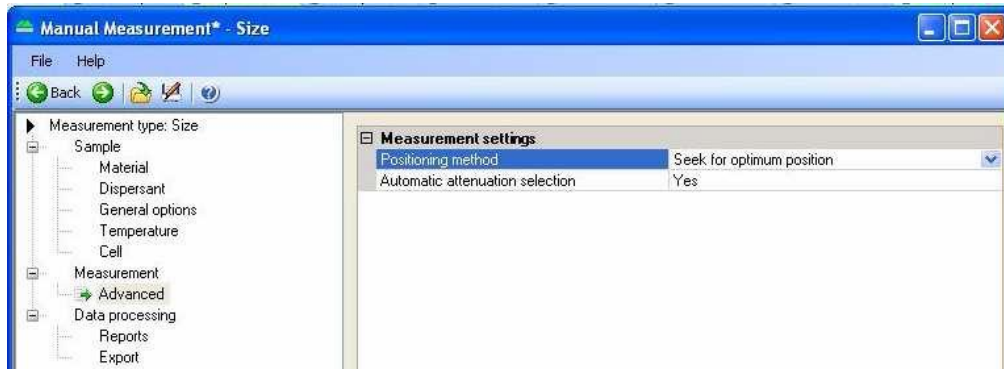 Manual Measurement* - Size
File Help
Back
Measurement type: Size
Sample
Material
Dispersant
General options
Temperature
Cell
Measurement
Advanced
Data processing
Reports
Export
Measurement settings
Positioning method Seek for optimum position
Automatic attenuation selection Yes